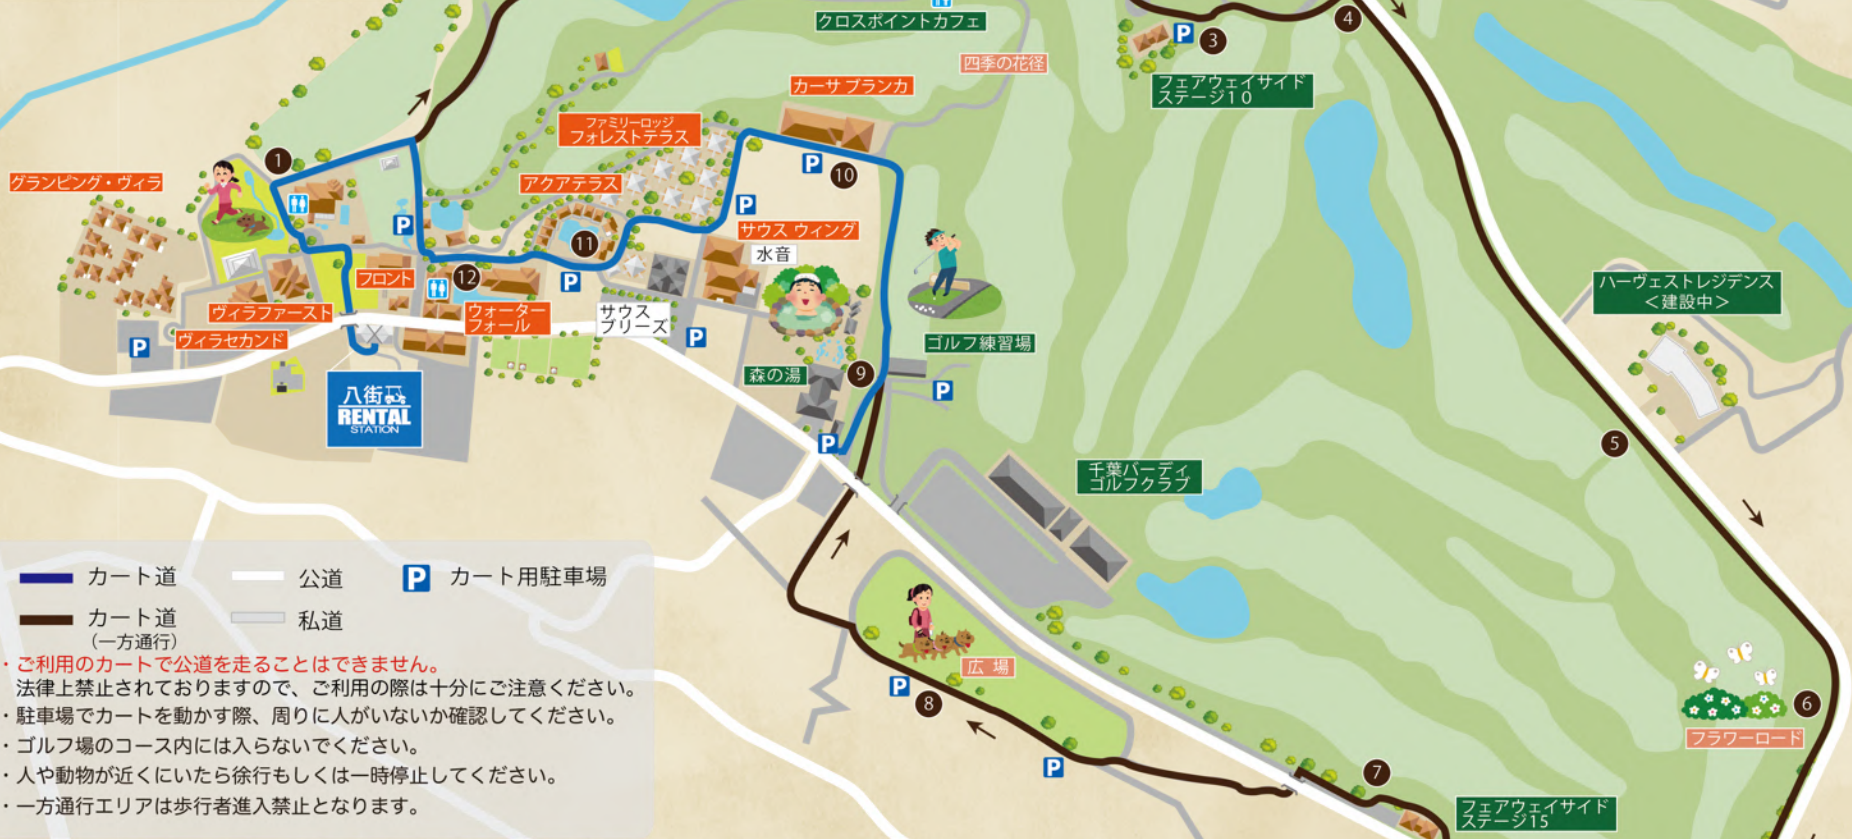 クロスポイントカフェ
4
P
3
四季の花径
フェアウェイサイド
ステージ10
カーサ ブランカ
ファミリーロッジ
フォレストテラス
1
P
10
グランピング・ヴィラ
アクアテラス
P
P
サウス ウィング
水音
11
フロント
12
P
ハーヴェストレジデンス
<建設中>
ヴィラファースト
ウォーター
フォール
サウス
ブリーズ
ヴィラセカンド
P
P
ゴルフ練習場
森の湯
9
P
八街
RENTAL
STATION
P
5
千葉バーディ
ゴルフクラブ
カート道
公道
P
カート用駐車場
カート道
(一方通行)
私道
・ご利用のカートで公道を走ることはできません。
法律上禁止されておりますので、ご利用の際は十分にご注意ください。
・駐車場でカートを動かす際、周りに人がいないか確認してください。
・ゴルフ場のコース内には入らないでください。
・人や動物が近くにいたら徐行もしくは一時停止してください。
・一方通行エリアは歩行者進入禁止となります。
広 場
P
8
6
フラワーロード
P
7
フェアウェイサイド
ステージ15